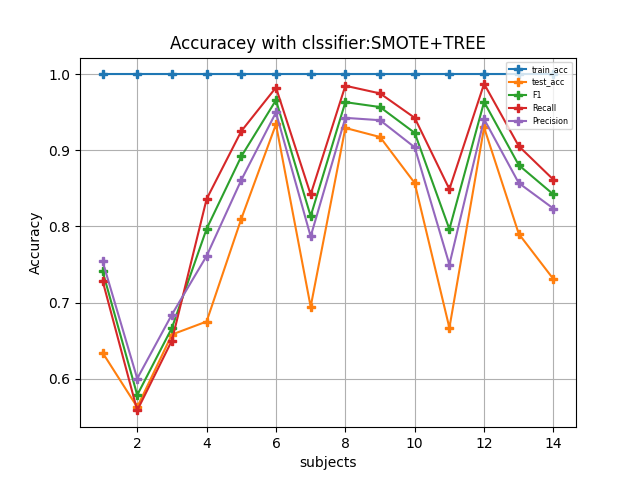 Accuracey with clssifier:SMOTE+TREE
train_acc
test_acc
F1
Recall
Precision
1.0
0.9
0.8
0.7
0.6
Accuracy
2 4 6 8 10 12 14
subjects